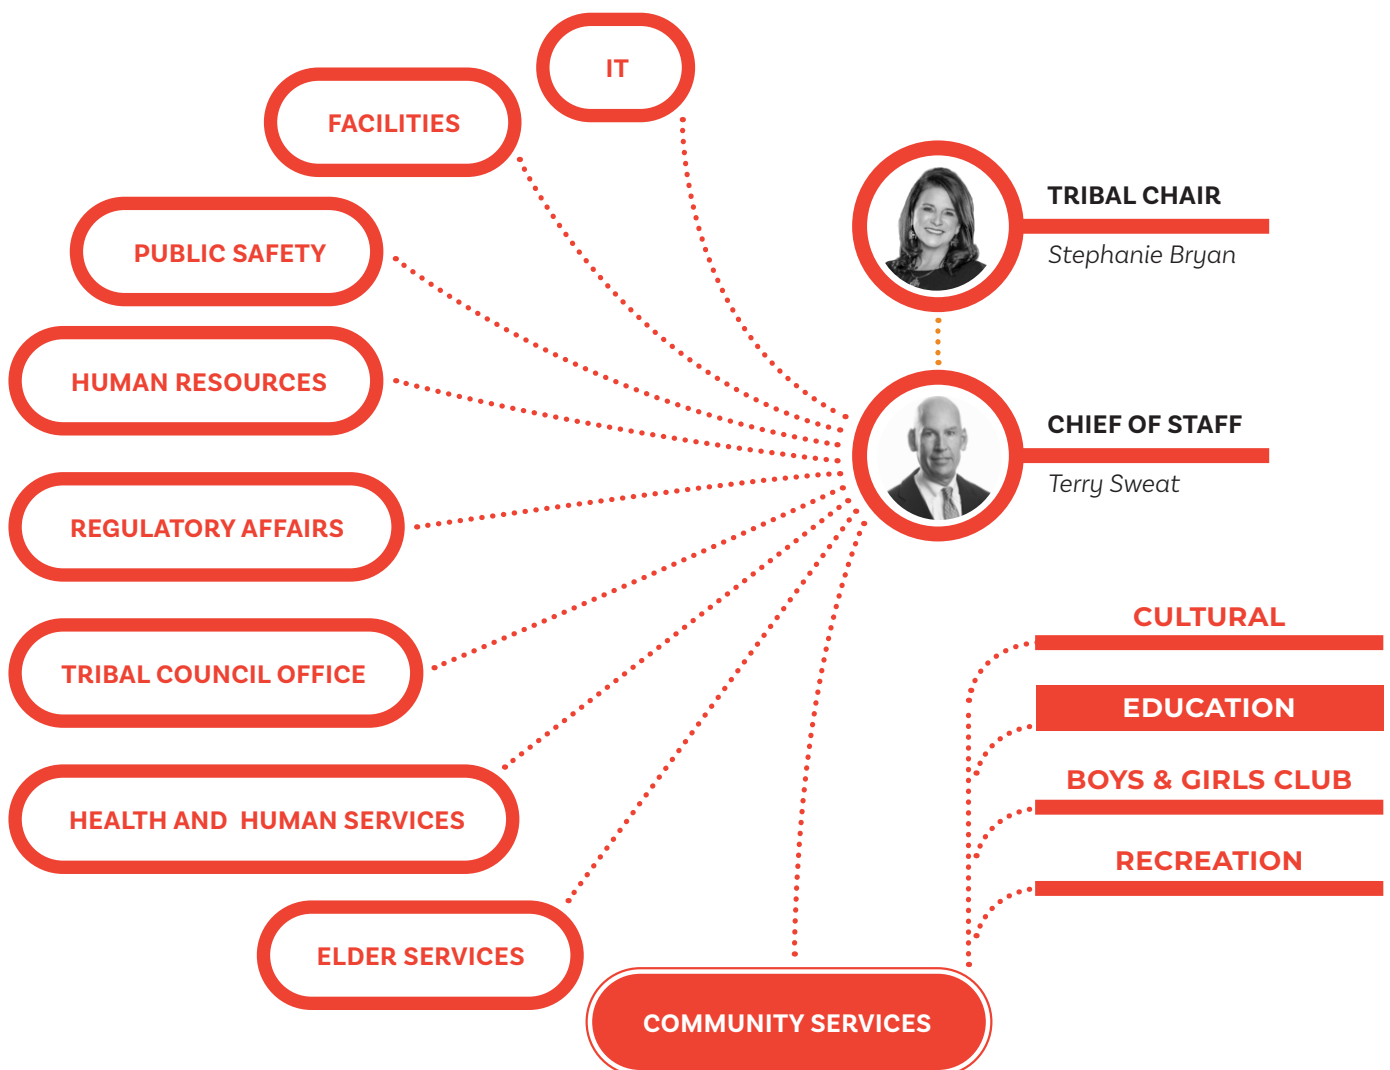 IT
FACILITIES
PUBLIC SAFETY
HUMAN RESOURCES
REGULATORY AFFAIRS
TRIBAL COUNCIL OFFICE
HEALTH AND  HUMAN SERVICES
ELDER SERVICES
COMMUNITY SERVICES
TRIBAL CHAIR
Stephanie Bryan
CHIEF OF STAFF
Terry Sweat
CULTURAL
EDUCATION
BOYS & GIRLS CLUB
RECREATION